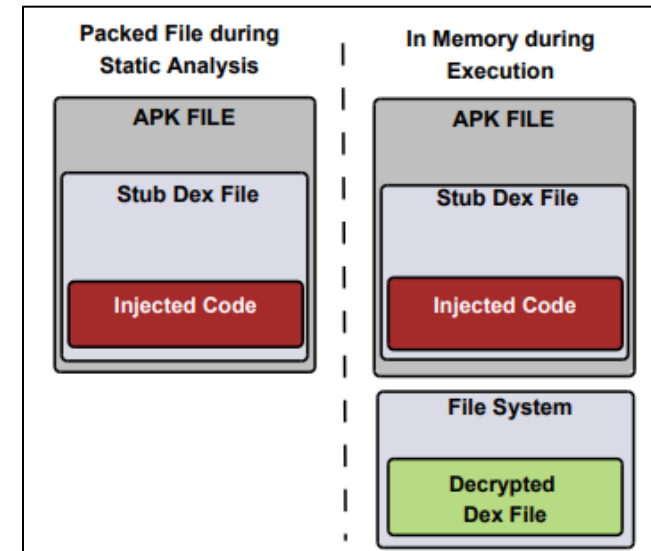 Packed File during
Static Analysis
APK FILE
Stub Dex File
Injected Code
In Memory during
Execution
APK FILE
Stub Dex File
Injected Code
File System
Decrypted
Dex File